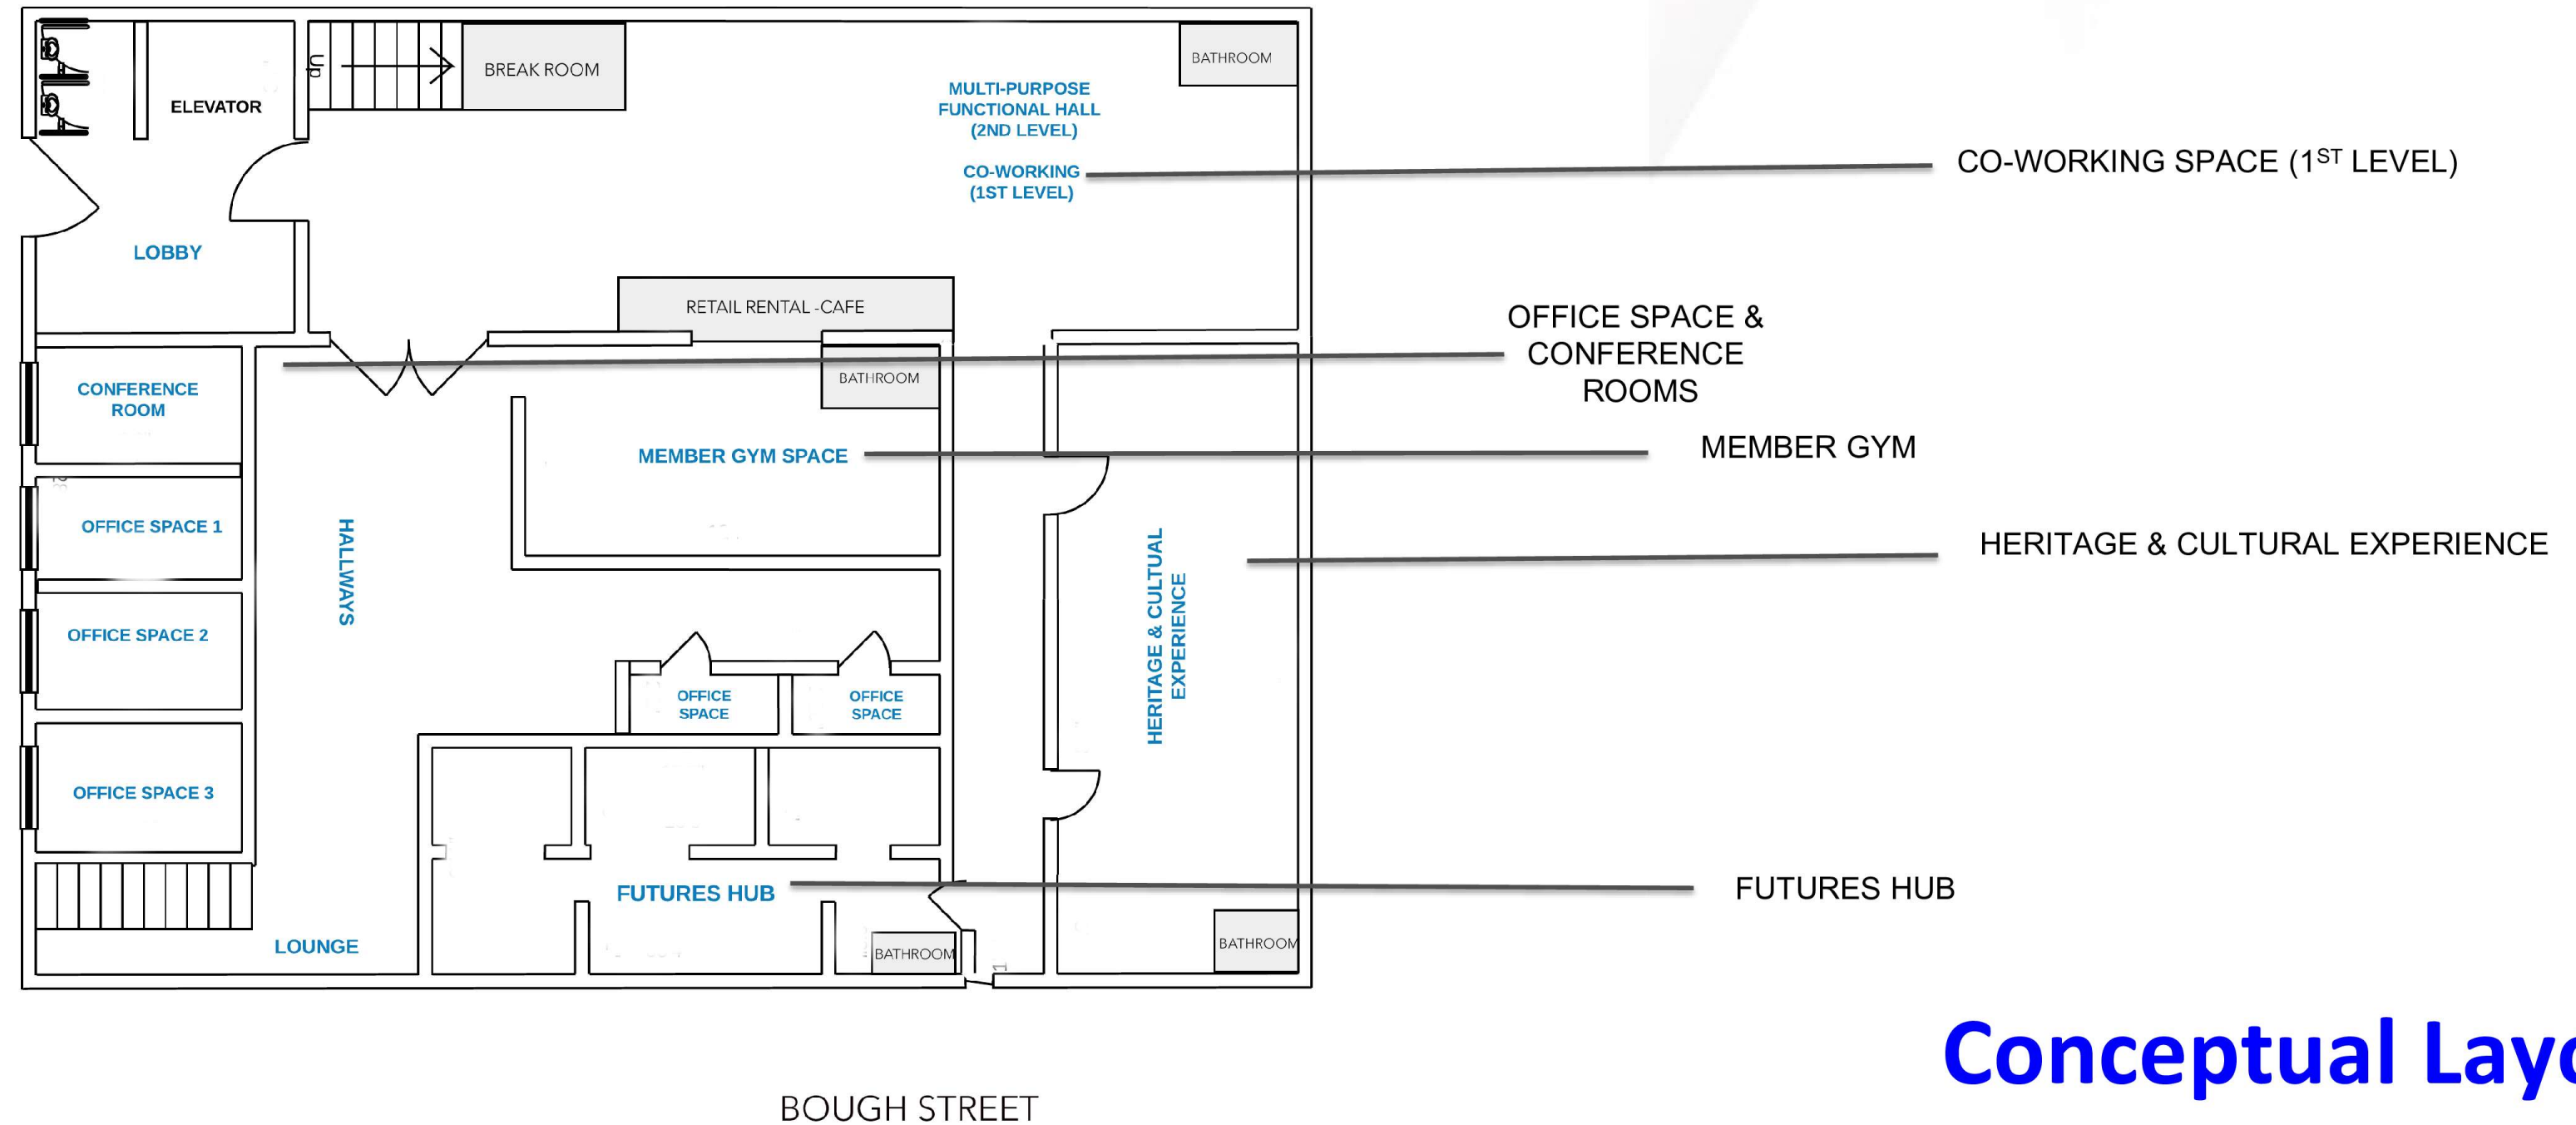 Up
BREAK ROOM
BATHROOM
ELEVATOR
MULTI-PURPOSE
FUNCTIONAL HALL
(2ND LEVEL)
CO-WORKING
(1ST LEVEL)
CO-WORKING SPACE (1ST LEVEL)
LOBBY
RETAIL RENTAL -CAFE
OFFICE SPACE &
CONFERENCE
ROOMS
CONFERENCE
ROOM
BATHROOM
MEMBER GYM SPACE
MEMBER GYM
OFFICE SPACE 1
HALLWAYS
HERITAGE & CULTURAL
EXPERIENCE
HERITAGE & CULTURAL EXPERIENCE
OFFICE SPACE 2
OFFICE
SPACE
OFFICE
SPACE
OFFICE SPACE 3
FUTURES HUB
FUTURES HUB
LOUNGE
BATHROOM
BATHROOM
1
Conceptual
BOUGH STREET